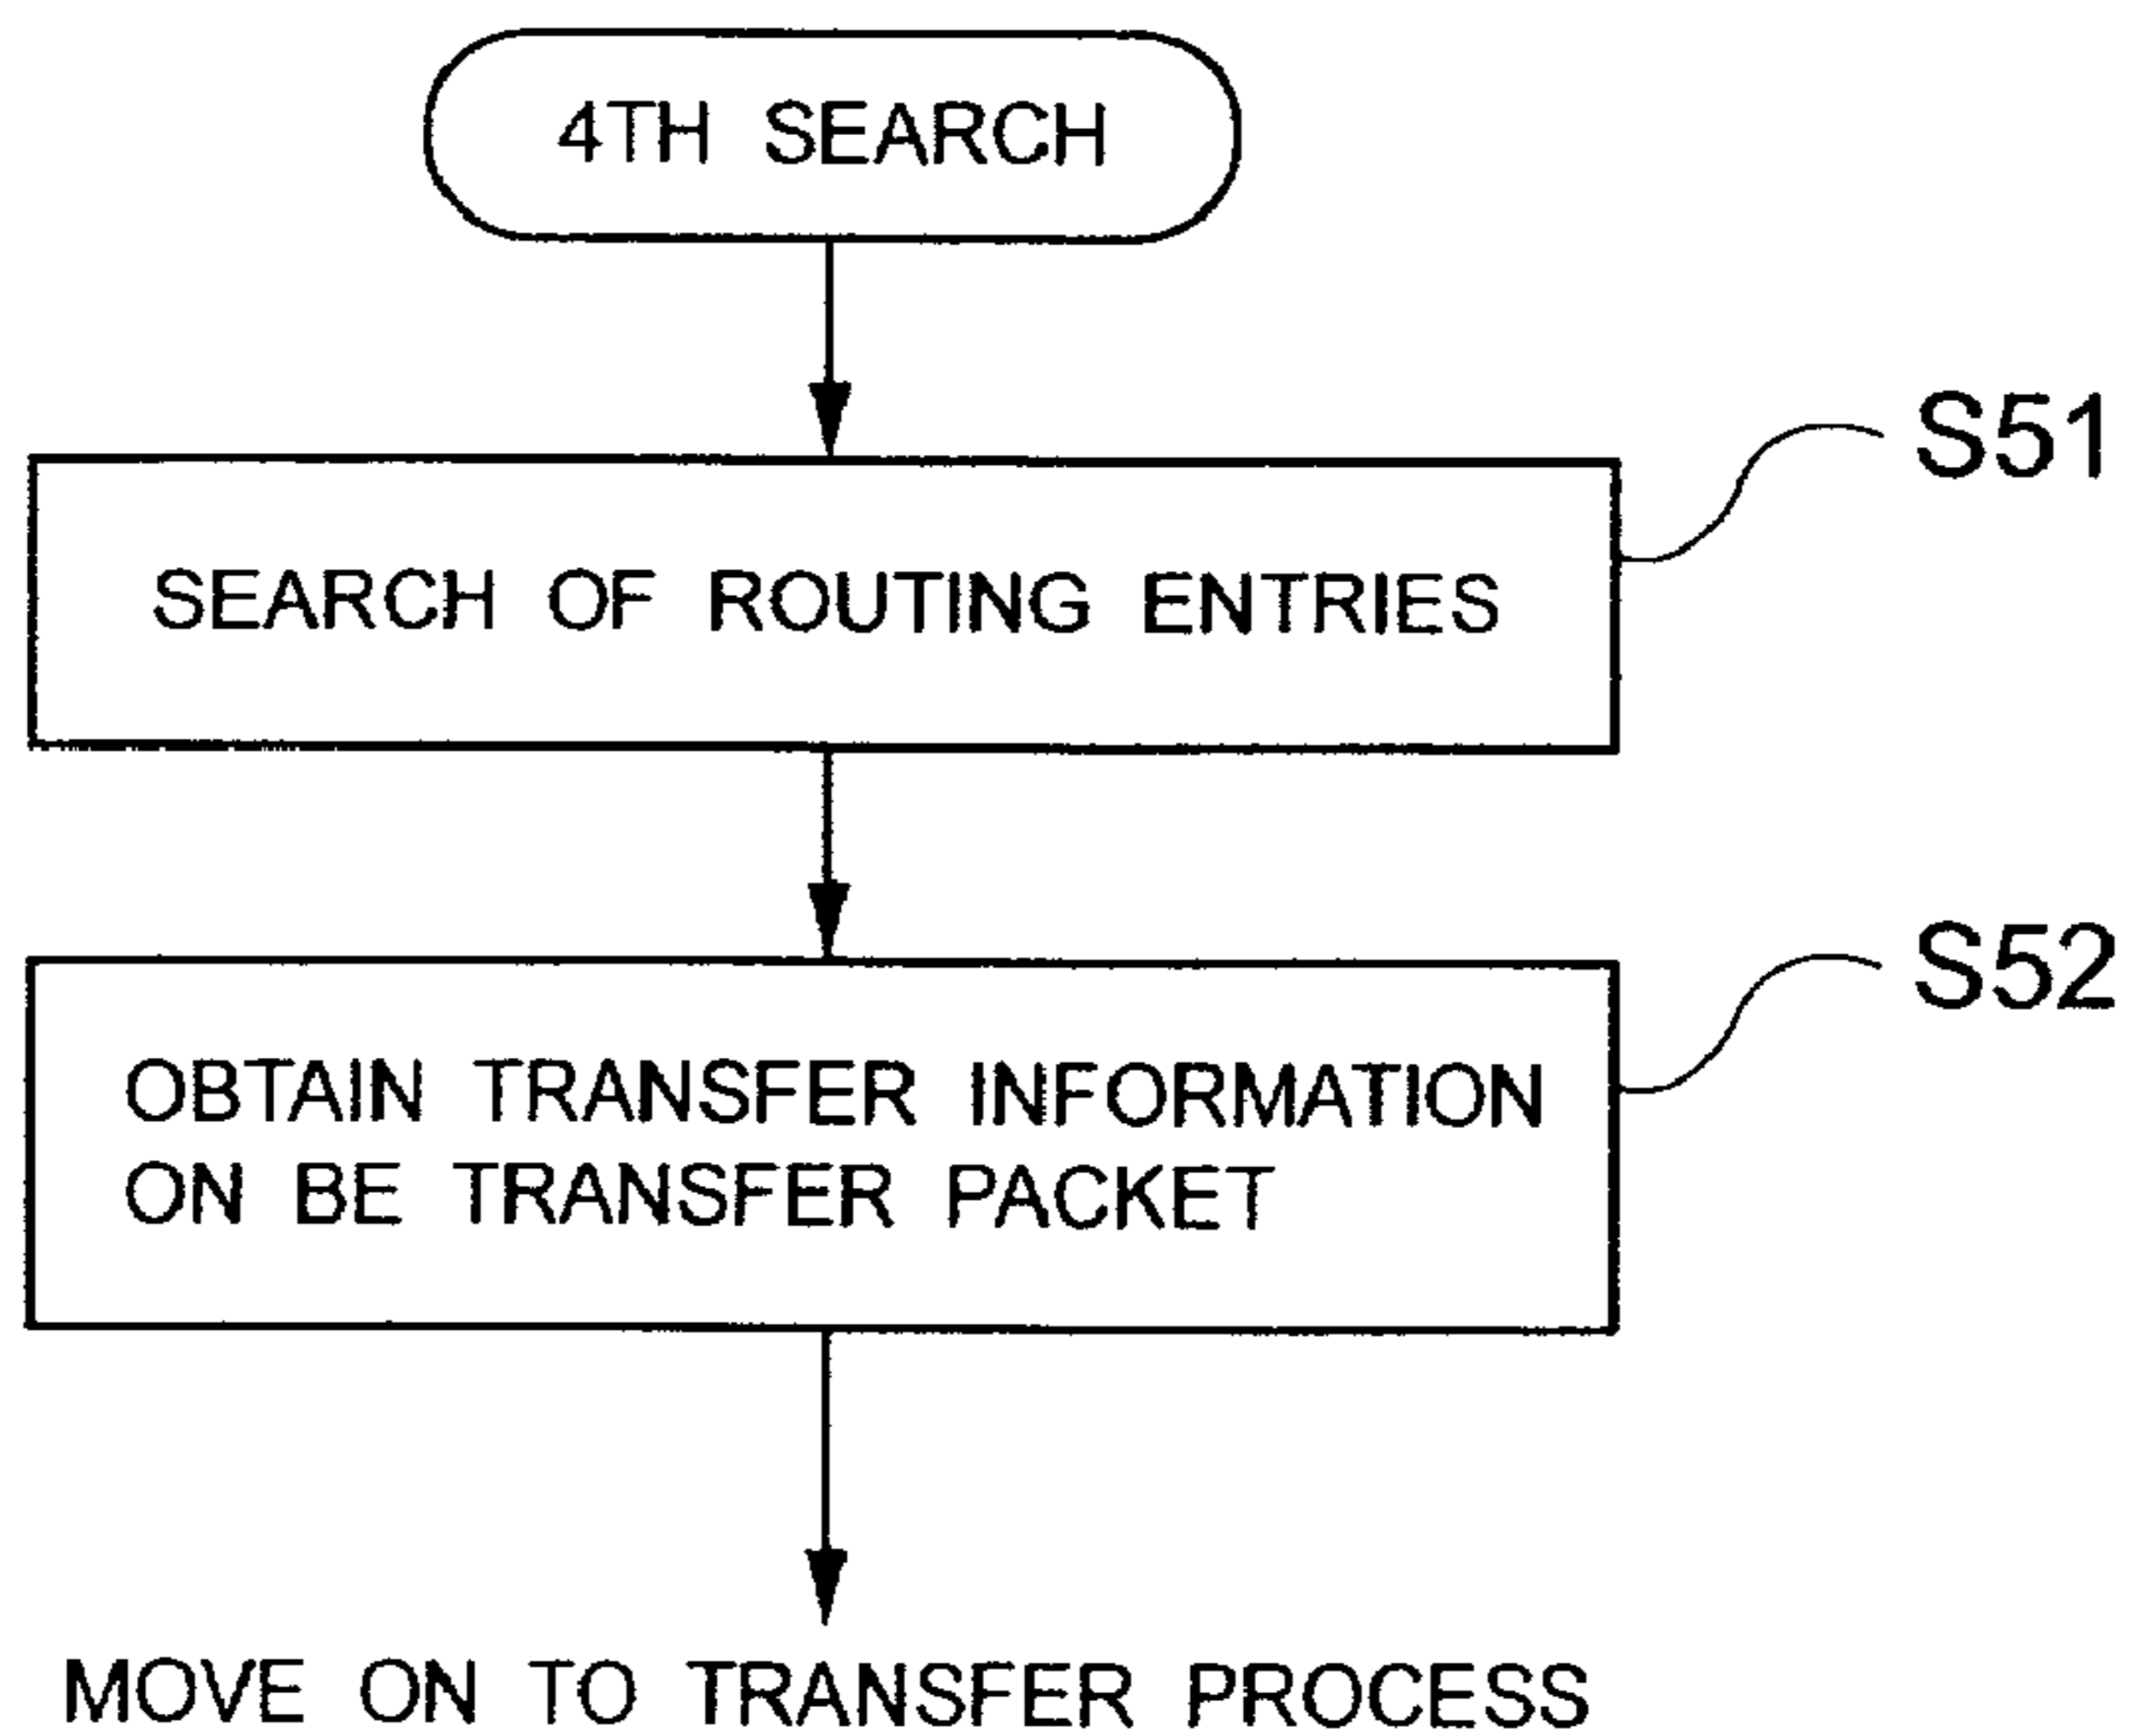 4TH SEARCH
S51
SEARCH OF ROUTING ENTRIES
S52
OBTAIN TRANSFER INFORMATION
ON BE TRANSFER PACKET
MOVE ON TO TRANSFER PROCESS